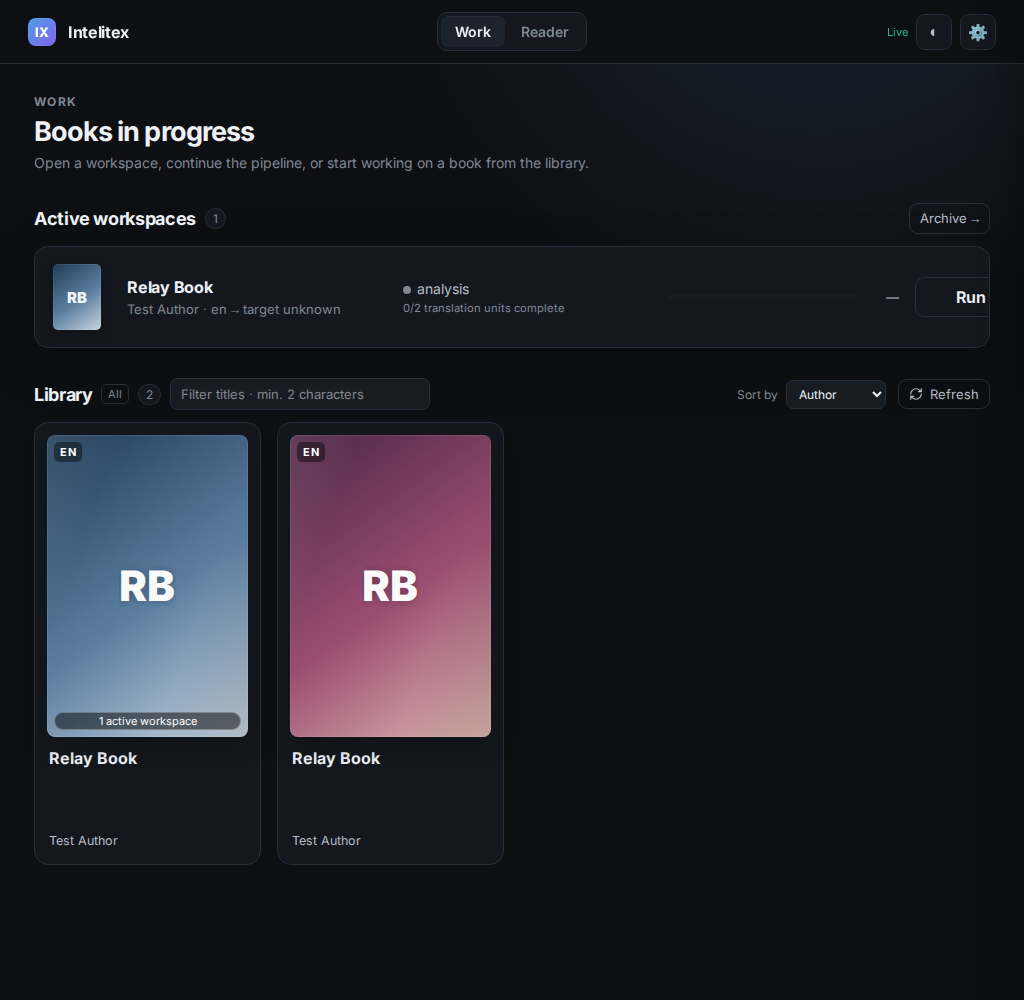 IX Intelitex
Work Reader
Live
WORK
Books in progress
Open a workspace, continue the pipeline, or start working on a book from the library.
Active workspaces 1
Archive →
RB
Relay Book
Test Author · en → target unknown
analysis
0/2 translation units complete
—
Run
Library All 2 Filter titles · min. 2 characters
Sort by Author Refresh
EN
RB
1 active workspace
Relay Book
Test Author
EN
RB
Relay Book
Test Author